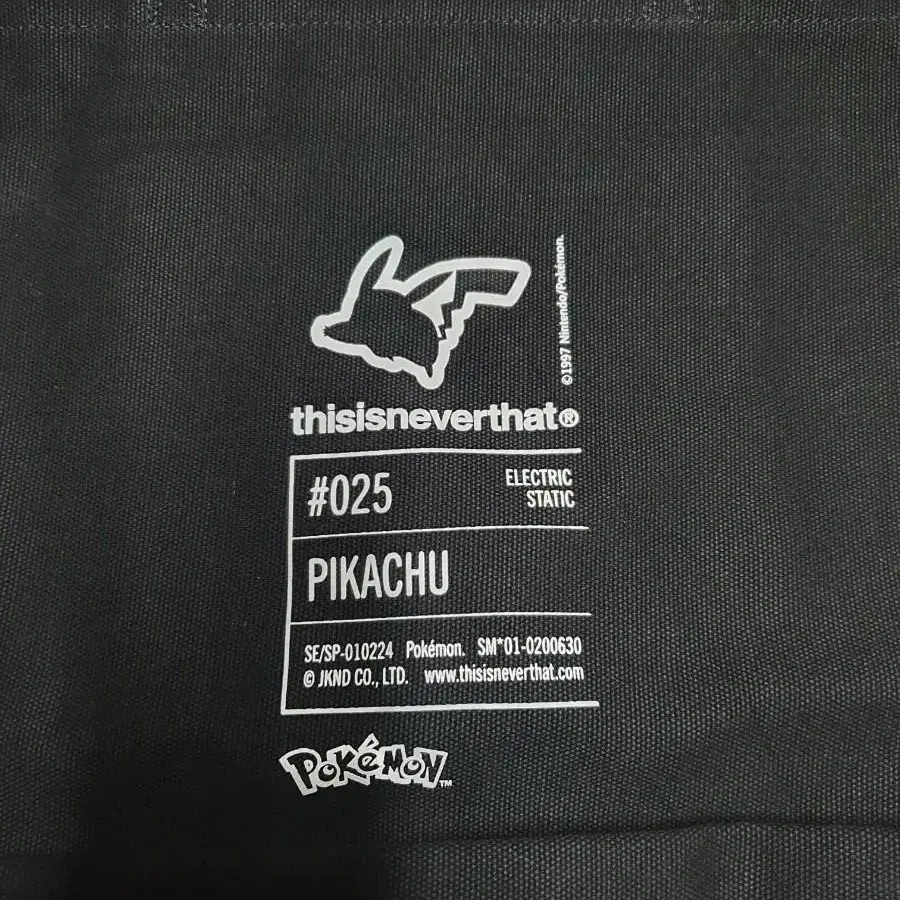 ©1997 Nintendo/Pokémon.
thisisneverthat®
#025
ELECTRIC
STATIC
PIKACHU
SE/SP-010224 Pokémon. SM*01-0200630
© JKND CO., LTD. www.thisisneverthat.com
POKéMON™